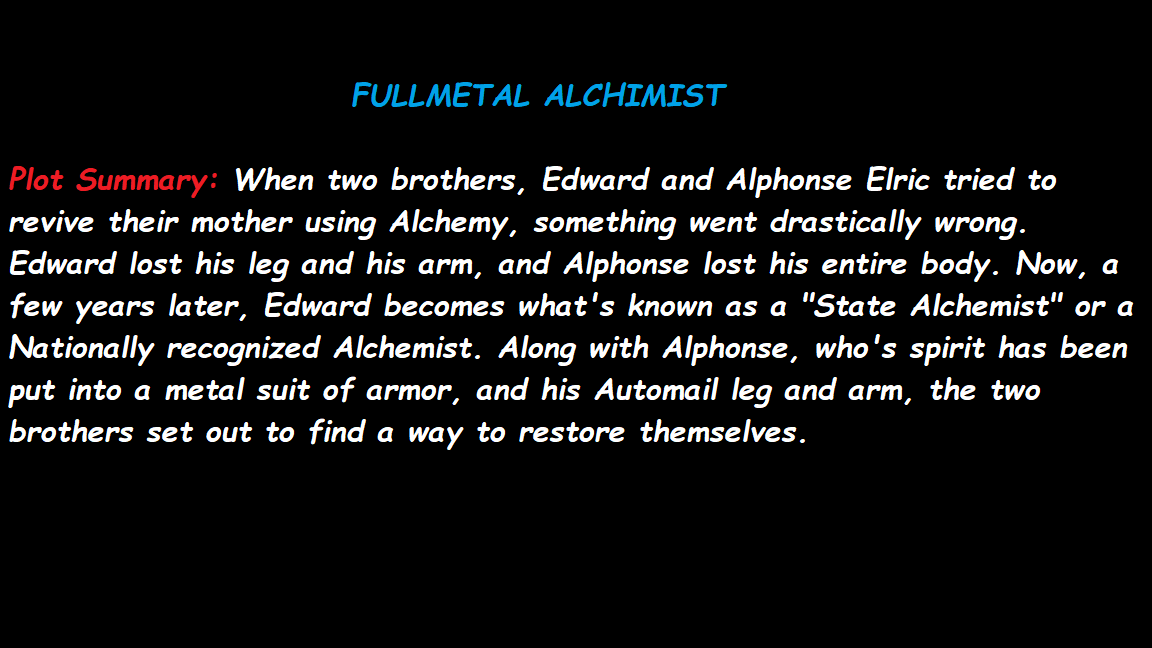 FULLMETAL ALCHIMIST
Plot Summary: When two brothers, Edward and Alphonse Elric tried to
revive their mother using Alchemy, something went drastically wrong.
Edward lost his leg and his arm, and Alphonse lost his entire body. Now, a
few years later, Edward becomes what's known as a "State Alchemist" or a
Nationally recognized Alchemist. Along with Alphonse, who's spirit has been
put into a metal suit of armor, and his Automail leg and arm, the two
brothers set out to find a way to restore themselves.